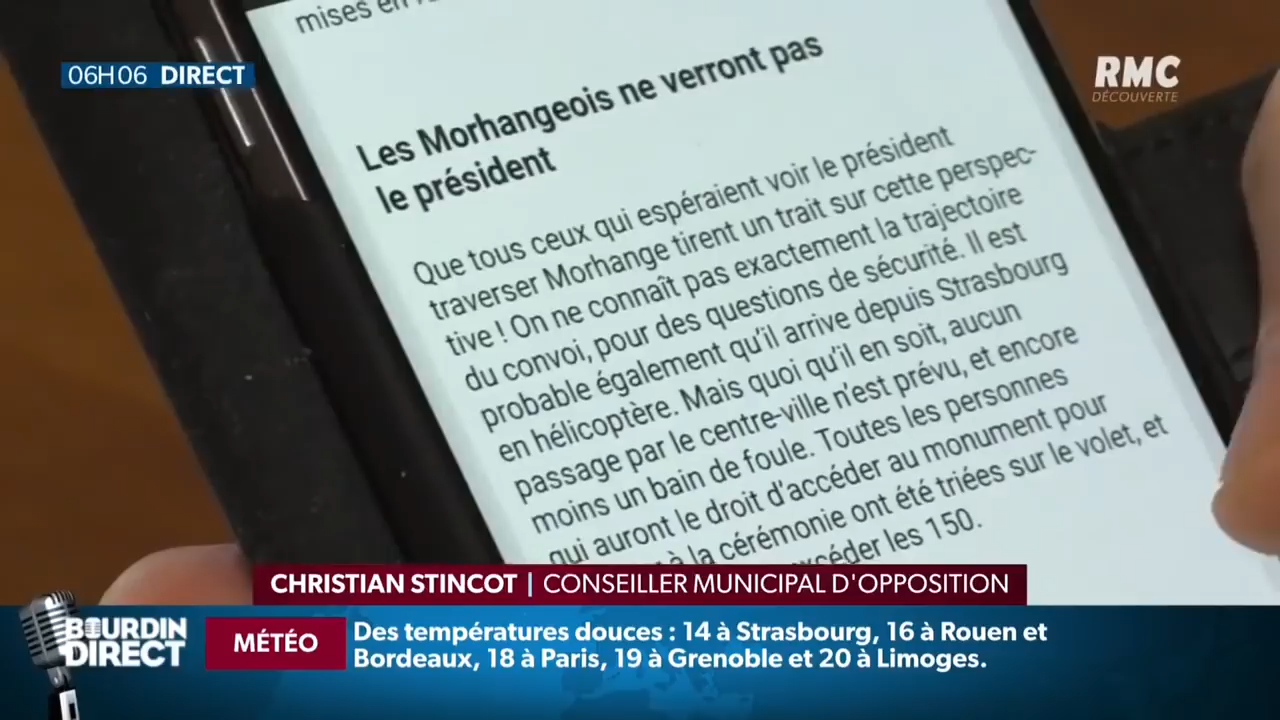 mises en
06H06 DIRECT
RMC
DÉCOUVERTE
Les Morhangeois ne verront pas
le président
Que tous ceux qui espéraient voir le président
traverser Morhange tirent un trait sur cette perspec-
tive ! On ne connaît pas exactement la trajectoire
du convoi, pour des questions de sécurité. Il est
probable également qu'il arrive depuis Strasbourg
en hélicoptère. Mais quoi qu'il en soit, aucun
passage par le centre-ville n'est prévu, et encore
moins un bain de foule. Toutes les personnes
qui auront le droit d'accéder au monument pour
à la cérémonie ont été triées sur le volet, et
excéder les 150.
CHRISTIAN STINCOT | CONSEILLER MUNICIPAL D'OPPOSITION
BOURDIN
DIRECT
MÉTÉO
Des températures douces : 14 à Strasbourg, 16 à Rouen et
Bordeaux, 18 à Paris, 19 à Grenoble et 20 à Limoges.